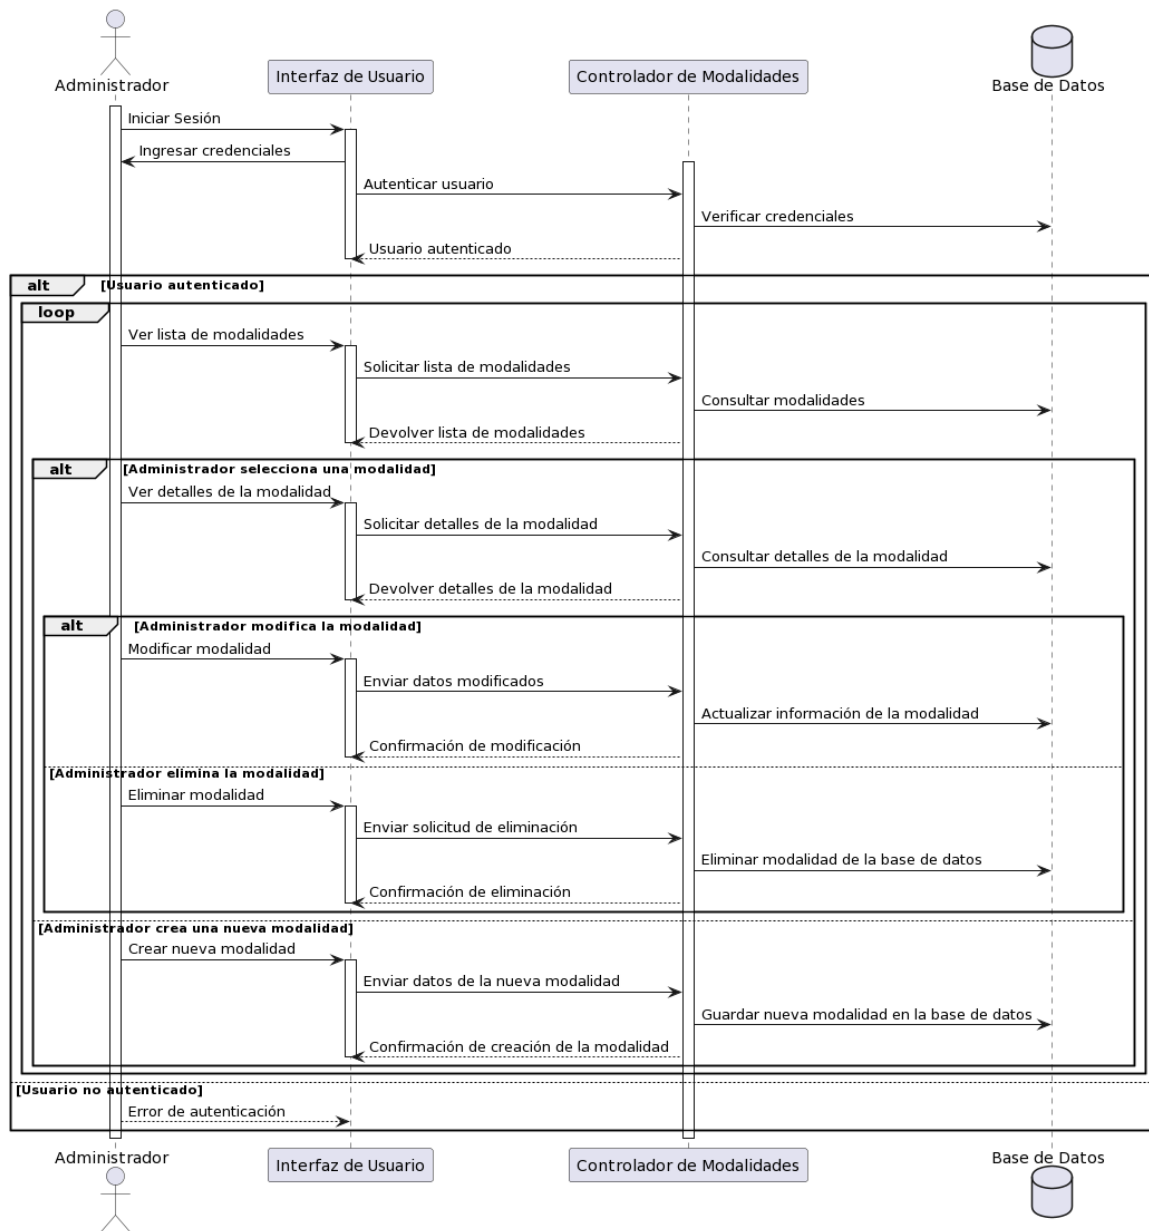 Administrador
Interfaz de Usuario
Controlador de Modalidades
Base de Datos
Iniciar Sesión
Ingresar credenciales
Autenticar usuario
Verificar credenciales
Usuario autenticado
alt [Usuario autenticado]
loop
Ver lista de modalidades
Solicitar lista de modalidades
Consultar modalidades
Devolver lista de modalidades
alt [Administrador selecciona una modalidad]
Ver detalles de la modalidad
Solicitar detalles de la modalidad
Consultar detalles de la modalidad
Devolver detalles de la modalidad
alt [Administrador modifica la modalidad]
Modificar modalidad
Enviar datos modificados
Actualizar información de la modalidad
Confirmación de modificación
[Administrador elimina la modalidad]
Eliminar modalidad
Enviar solicitud de eliminación
Eliminar modalidad de la base de datos
Confirmación de eliminación
[Administrador crea una nueva modalidad]
Crear nueva modalidad
Enviar datos de la nueva modalidad
Guardar nueva modalidad en la base de datos
Confirmación de creación de la modalidad
[Usuario no autenticado]
Error de autenticación
Administrador
Interfaz de Usuario
Controlador de Modalidades
Base de Datos